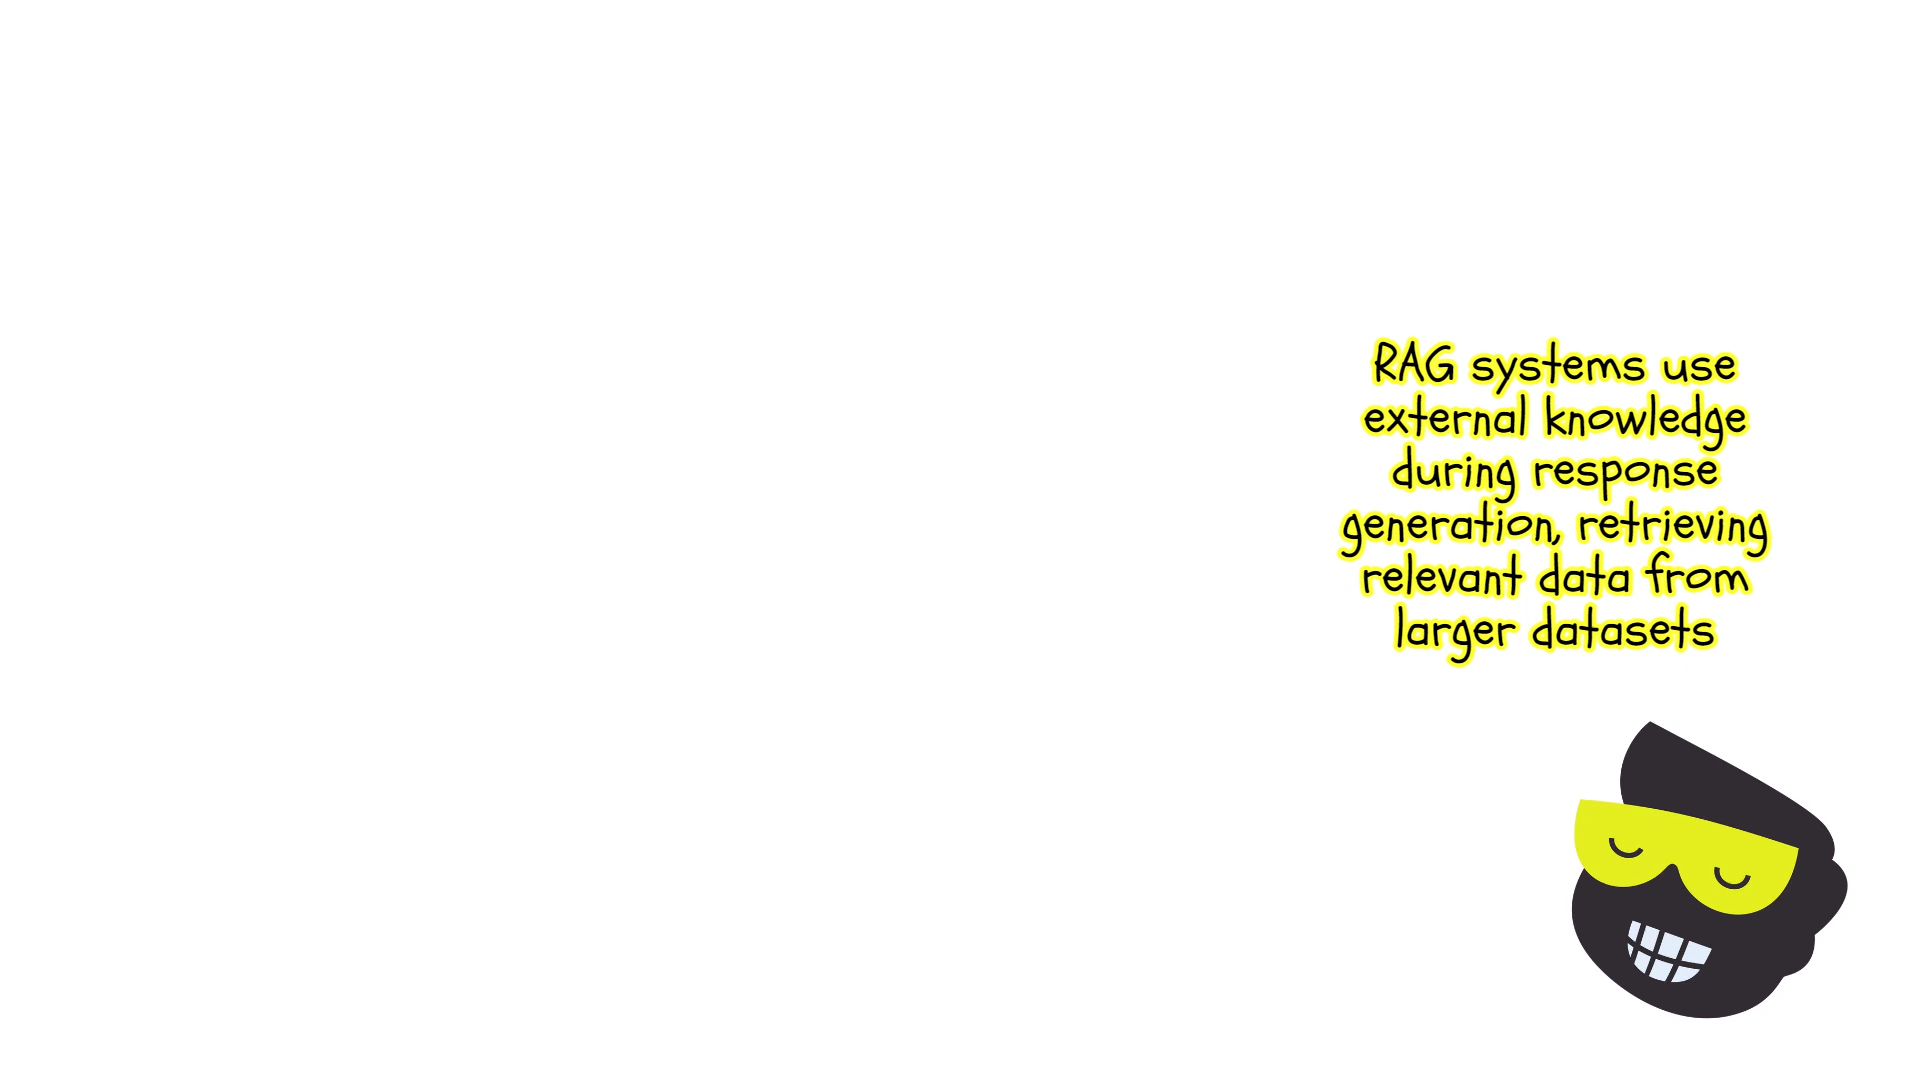 RAG systems use
external knowledge
during response
generation, retrieving
relevant data from
larger datasets